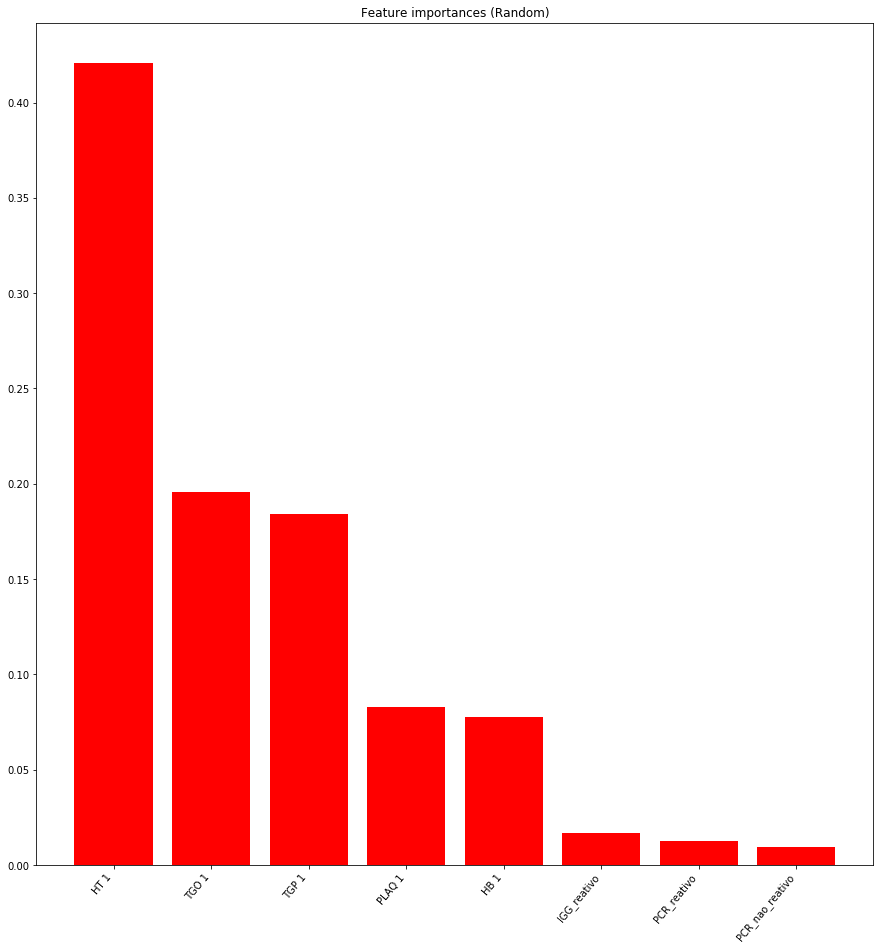 Feature importances (Random)
0.40
0.35
0.30
0.25
0.20
0.15
0.10
0.05
0.00
HT 1
TGO 1
TGP 1
PLAQ 1
HB 1
IGG_reativo
PCR_reativo
PCR_nao_reativo